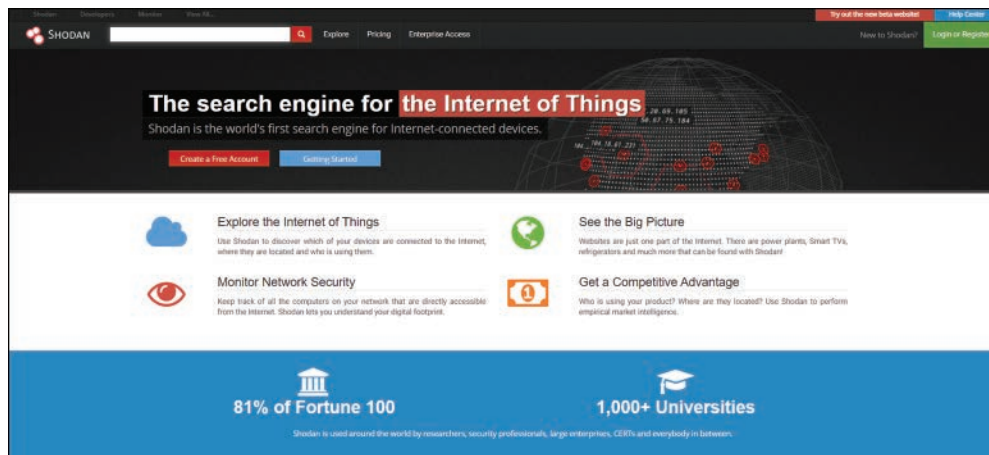 Shodan Developers Monitor View All...
Try out the new beta website! Help Center
SHODAN Explore Pricing Enterprise Access New to Shodan? Login or Register
The search engine for the Internet of Things
Shodan is the world's first search engine for Internet-connected devices.
Create a Free Account Getting Started
Explore the Internet of Things
Use Shodan to discover which of your devices are connected to the Internet,
where they are located and who is using them.
See the Big Picture
Websites are just one part of the Internet. There are power plants, Smart TVs,
refrigerators and much more that can be found with Shodan!
Monitor Network Security
Keep track of all the computers on your network that are directly accessible
from the Internet. Shodan lets you understand your digital footprint.
Get a Competitive Advantage
Who is using your product? Where are they located? Use Shodan to perform
empirical market intelligence.
81% of Fortune 100
1,000+ Universities
Shodan is used around the world by researchers, security professionals, large enterprises, CERTs and everybody in between.